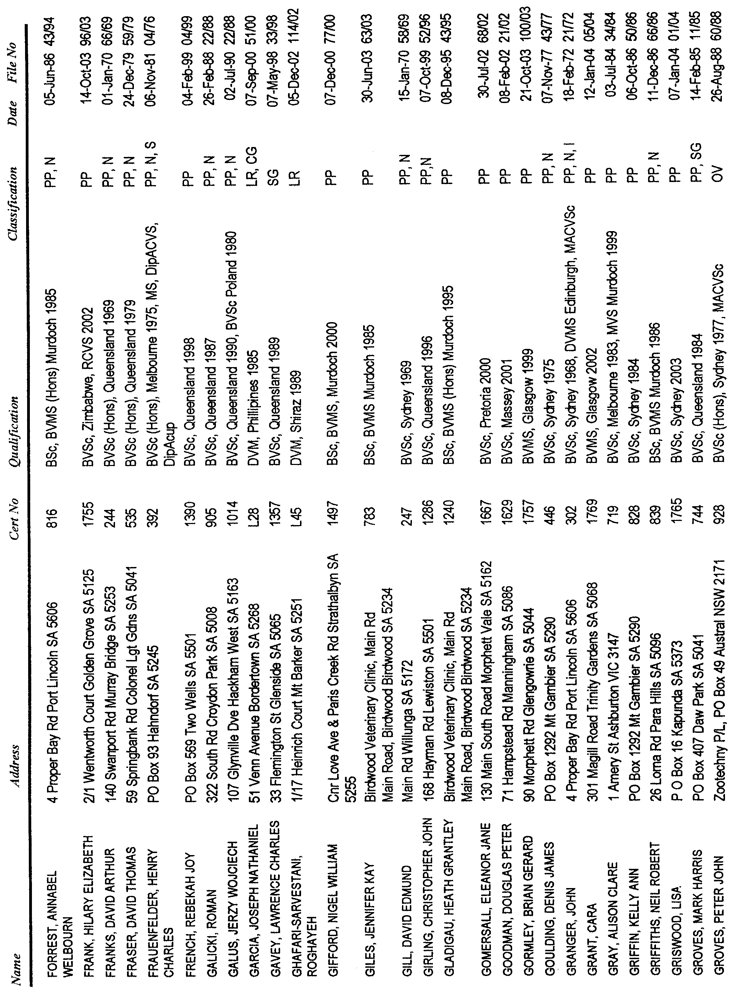 Name Address Cert No Qualification Classification Date File No
FORREST, ANNABEL 4 Proper Bay Rd Port Lincoln SA 5606 816 BSc, BVMS (Hons) Murdoch 1985 PP, N 05-Jun-86 43/94
WELBOURN
FRANK, HILARY ELIZABETH 2/1 Wentworth Court Golden Grove SA 5125 1755 BVSc, Zimbabwe, RCVS 2002 PP 14-Oct-03 96/03
FRANKS, DAVID ARTHUR 140 Swanport Rd Murray Bridge SA 5253 244 BVSc (Hons), Queensland 1969 PP, N 01-Jan-70 66/69
FRASER, DAVID THOMAS 59 Springbank Rd Colonel Lgt Gdns SA 5041 535 BVSc (Hons), Queensland 1979 PP, N 24-Dec-79 59/79
FRAUENFELDER, HENRY PO Box 93 Hahndorf SA 5245 392 BVSc (Hons), Melbourne 1975, MS, DipACVS, PP, N, S 06-Nov-81 04/76
CHARLES DipAcup
FRENCH, REBEKAH JOY PO Box 569 Two Wells SA 5501 1390 BVSc, Queensland 1998 PP 04-Feb-99 04/99
GALICKI, ROMAN 322 South Rd Croydon Park SA 5008 905 BVSc, Queensland 1987 PP, N 26-Feb-88 22/88
GALUS, JERZY WOJCIECH 107 Glynville Dve Hackham West SA 5163 1014 BVSc, Queensland 1990, BVSc Poland 1980 PP, N 02-Jul-90 22/88
GARCIA, JOSEPH NATHANIEL 51 Venn Avenue Bordertown SA 5268 L28 DVM, Phillipines 1985 LR, CG 07-Sep-00 51/00
GAVEY, LAWRENCE CHARLES 33 Flemington St Glenside SA 5065 1357 BVSc, Queensland 1989 SG 07-May-98 33/98
GHAFARI-SARVESTANI, 1/17 Heinrich Court Mt Barker SA 5251 L45 DVM, Shiraz 1989 LR 05-Dec-02 114/02
ROGHAYEH
GIFFORD, NIGEL WILLIAM Cnr Love Ave & Paris Creek Rd Strathalbyn SA 1497 BSc, BVMS, Murdoch 2000 PP 07-Dec-00 77/00
5255
GILES, JENNIFER KAY Birdwood Veterinary Clinic, Main Rd 783 BSc, BVMS Murdoch 1985 PP 30-Jun-03 63/03
Main Road, Birdwood Birdwood SA 5234
GILL, DAVID EDMUND Main Rd Willunga SA 5172 247 BVSc, Sydney 1969 PP, N 15-Jan-70 58/69
GIRLING, CHRISTOPHER JOHN 168 Hayman Rd Lewiston SA 5501 1286 BVSc, Queensland 1996 PP,N 07-Oct-99 52/96
GLADIGAU, HEATH GRANTLEY Birdwood Veterinary Clinic, Main Rd 1240 BSc, BVMS (Hons) Murdoch 1995 PP 08-Dec-95 43/95
Main Road, Birdwood Birdwood SA 5234
GOMERSALL, ELEANOR JANE 130 Main South Road Morphett Vale SA 5162 1667 BVSc, Pretoria 2000 PP 30-Jul-02 68/02
GOODMAN, DOUGLAS PETER 71 Hampstead Rd Manningham SA 5086 1629 BVSc, Massey 2001 PP 08-Feb-02 21/02
GORMLEY, BRIAN GERARD 90 Morphett Rd Glengowrie SA 5044 1757 BVMS, Glasgow 1999 PP 21-Oct-03 100/03
GOULDING, DENIS JAMES PO Box 1292 Mt Gambier SA 5290 446 BVSc, Sydney 1975 PP, N 07-Nov-77 43/77
GRANGER, JOHN 4 Proper Bay Rd Port Lincoln SA 5606 302 BVSc, Sydney 1968, DVMS Edinburgh, MACVSc PP, N, I 18-Feb-72 21/72
GRANT, CARA 301 Magill Road Trinity Gardens SA 5068 1769 BVMS, Glasgow 2002 PP 12-Jan-04 05/04
GRAY, ALISON CLARE 1 Amery St Ashburton VIC 3147 719 BVSc, Melbourne 1983, MVS Murdoch 1999 PP 03-Jul-84 34/84
GRIFFIN, KELLY ANN PO Box 1292 Mt Gambier SA 5290 828 BVSc, Sydney 1984 PP 06-Oct-86 50/86
GRIFFITHS, NEIL ROBERT 26 Lorna Rd Para Hills SA 5096 839 BSc, BVMS Murdoch 1986 PP, N 11-Dec-86 66/86
GRISWOOD, LISA P O Box 16 Kapunda SA 5373 1765 BVSc, Sydney 2003 PP 07-Jan-04 01/04
GROVES, MARK HARRIS PO Box 407 Daw Park SA 5041 744 BVSc, Queensland 1984 PP, SG 14-Feb-85 11/85
GROVES, PETER JOHN Zootechny P/L, PO Box 49 Austral NSW 2171 928 BVSc (Hons), Sydney 1977, MACVSc OV 26-Aug-88 60/88